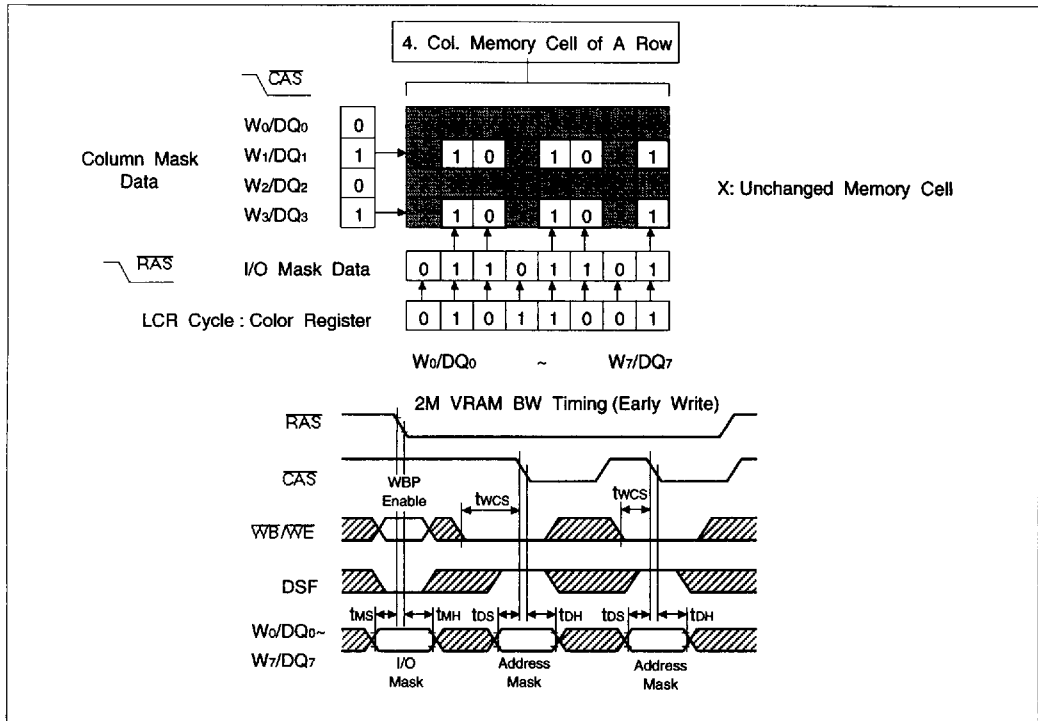 4. Col. Memory Cell of A Row
CAS
W0/DQ0 0
W1/DQ1 1 1 0 1 0 1
Column Mask Data
W2/DQ2 0
X: Unchanged Memory Cell
W3/DQ3 1 1 0 1 0 1
RAS
I/O Mask Data 0 1 1 0 1 1 0 1
LCR Cycle : Color Register 0 1 0 1 1 0 0 1
W0/DQ0 ~ W7/DQ7
2M VRAM BW Timing (Early Write)
RAS
CAS
WBP Enable
tWCS tWCS
WB/WE
DSF
tMS tMH tDS tDH tDS tDH
W0/DQ0~
W7/DQ7
I/O Mask
Address Mask
Address Mask